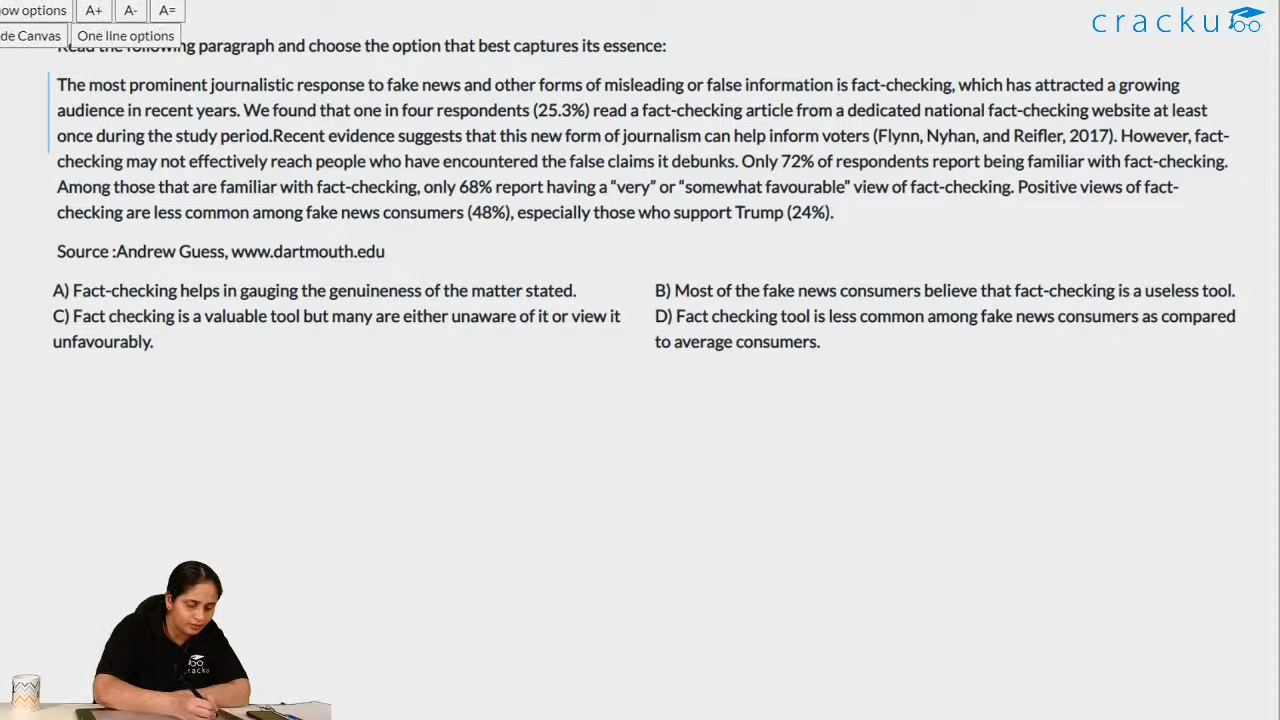 ow options
A+
A-
A=
cracku
de Canvas
One line options
Read the following paragraph and choose the option that best captures its essence:
The most prominent journalistic response to fake news and other forms of misleading or false information is fact-checking, which has attracted a growing
audience in recent years. We found that one in four respondents (25.3%) read a fact-checking article from a dedicated national fact-checking website at least
once during the study period.Recent evidence suggests that this new form of journalism can help inform voters (Flynn, Nyhan, and Reifler, 2017). However, fact-
checking may not effectively reach people who have encountered the false claims it debunks. Only 72% of respondents report being familiar with fact-checking.
Among those that are familiar with fact-checking, only 68% report having a “very” or “somewhat favourable” view of fact-checking. Positive views of fact-
checking are less common among fake news consumers (48%), especially those who support Trump (24%).
Source :Andrew Guess, www.dartmouth.edu
A) Fact-checking helps in gauging the genuineness of the matter stated.
B) Most of the fake news consumers believe that fact-checking is a useless tool.
C) Fact checking is a valuable tool but many are either unaware of it or view it
unfavourably.
D) Fact checking tool is less common among fake news consumers as compared
to average consumers.
cracku